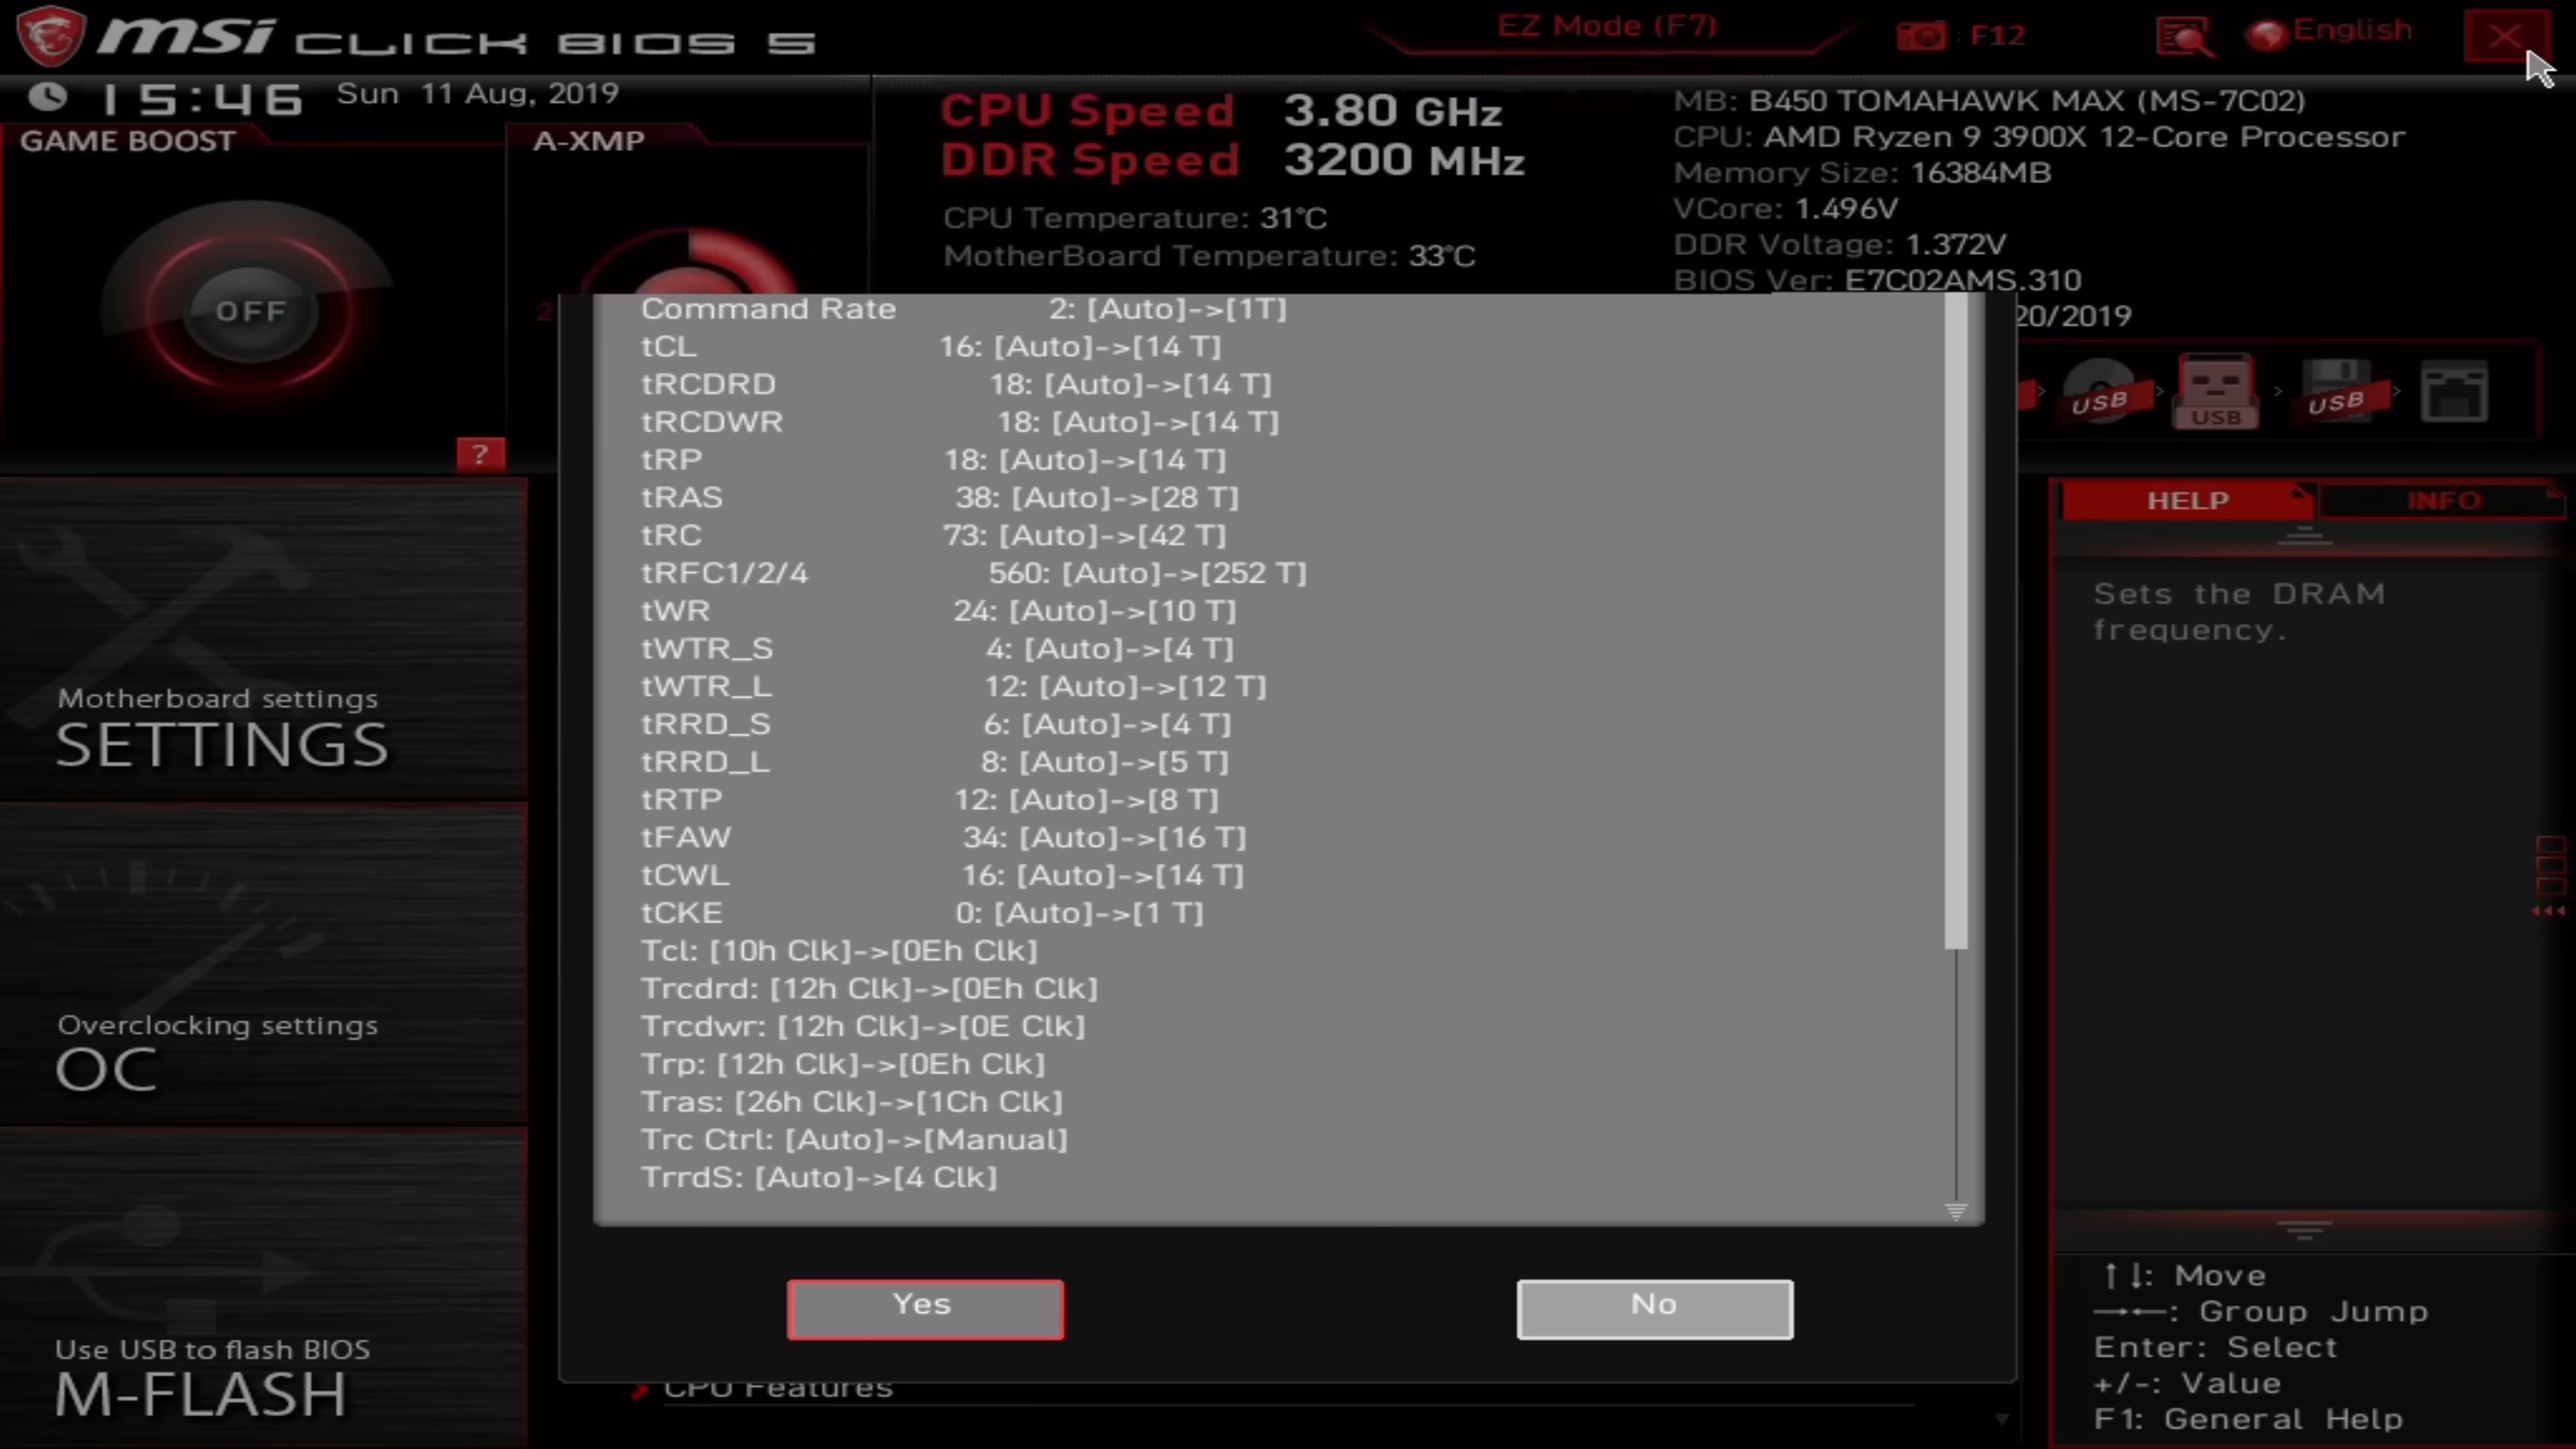 msi CLICK BIOS 5
EZ Mode (F7)
: F12
English
15:46 Sun 11 Aug, 2019
GAME BOOST
OFF
?
A-XMP
2
CPU Speed 3.80 GHz
DDR Speed 3200 MHz
CPU Temperature: 31°C
MotherBoard Temperature: 33°C
MB: B450 TOMAHAWK MAX (MS-7C02)
CPU: AMD Ryzen 9 3900X 12-Core Processor
Memory Size: 16384MB
VCore: 1.496V
DDR Voltage: 1.372V
BIOS Ver: E7C02AMS.310
20/2019
USB
USB
USB
Motherboard settings
SETTINGS
Overclocking settings
OC
Use USB to flash BIOS
M-FLASH
Command Rate 2: [Auto]->[1T]
tCL 16: [Auto]->[14 T]
tRCDRD 18: [Auto]->[14 T]
tRCDWR 18: [Auto]->[14 T]
tRP 18: [Auto]->[14 T]
tRAS 38: [Auto]->[28 T]
tRC 73: [Auto]->[42 T]
tRFC1/2/4 560: [Auto]->[252 T]
tWR 24: [Auto]->[10 T]
tWTR_S 4: [Auto]->[4 T]
tWTR_L 12: [Auto]->[12 T]
tRRD_S 6: [Auto]->[4 T]
tRRD_L 8: [Auto]->[5 T]
tRTP 12: [Auto]->[8 T]
tFAW 34: [Auto]->[16 T]
tCWL 16: [Auto]->[14 T]
tCKE 0: [Auto]->[1 T]
Tcl: [10h Clk]->[0Eh Clk]
Trcdrd: [12h Clk]->[0Eh Clk]
Trcdwr: [12h Clk]->[0E Clk]
Trp: [12h Clk]->[0Eh Clk]
Tras: [26h Clk]->[1Ch Clk]
Trc Ctrl: [Auto]->[Manual]
TrrdS: [Auto]->[4 Clk]
Yes
No
CPU Features
HELP
INFO
Sets the DRAM
frequency.
↑↓: Move
→←: Group Jump
Enter: Select
+/-: Value
F1: General Help